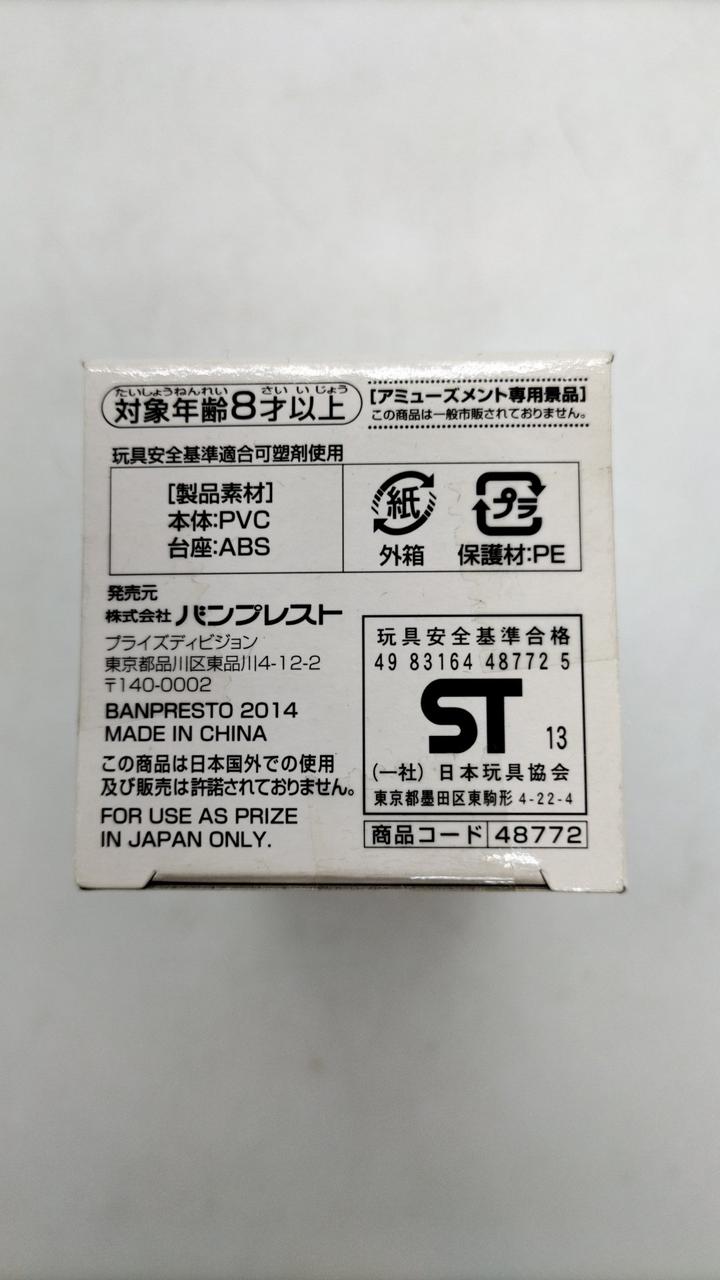 たいしょうねんれい さい いじょう
対象年齢8才以上
[アミューズメント専用景品]
この商品は一般市販されておりません。
玩具安全基準適合可塑剤使用
[製品素材]
本体:PVC
台座:ABS
紙
外箱
プラ
保護材:PE
発売元
株式会社 バンプレスト
プライズディビジョン
東京都品川区東品川4-12-2
〒140-0002
BANPRESTO 2014
MADE IN CHINA
この商品は日本国外での使用
及び販売は許諾されておりません。
FOR USE AS PRIZE
IN JAPAN ONLY.
玩具安全基準合格
49 83164 48772 5
ST 13
(一社) 日本玩具協会
東京都墨田区東駒形 4-22-4
商品コード 48772